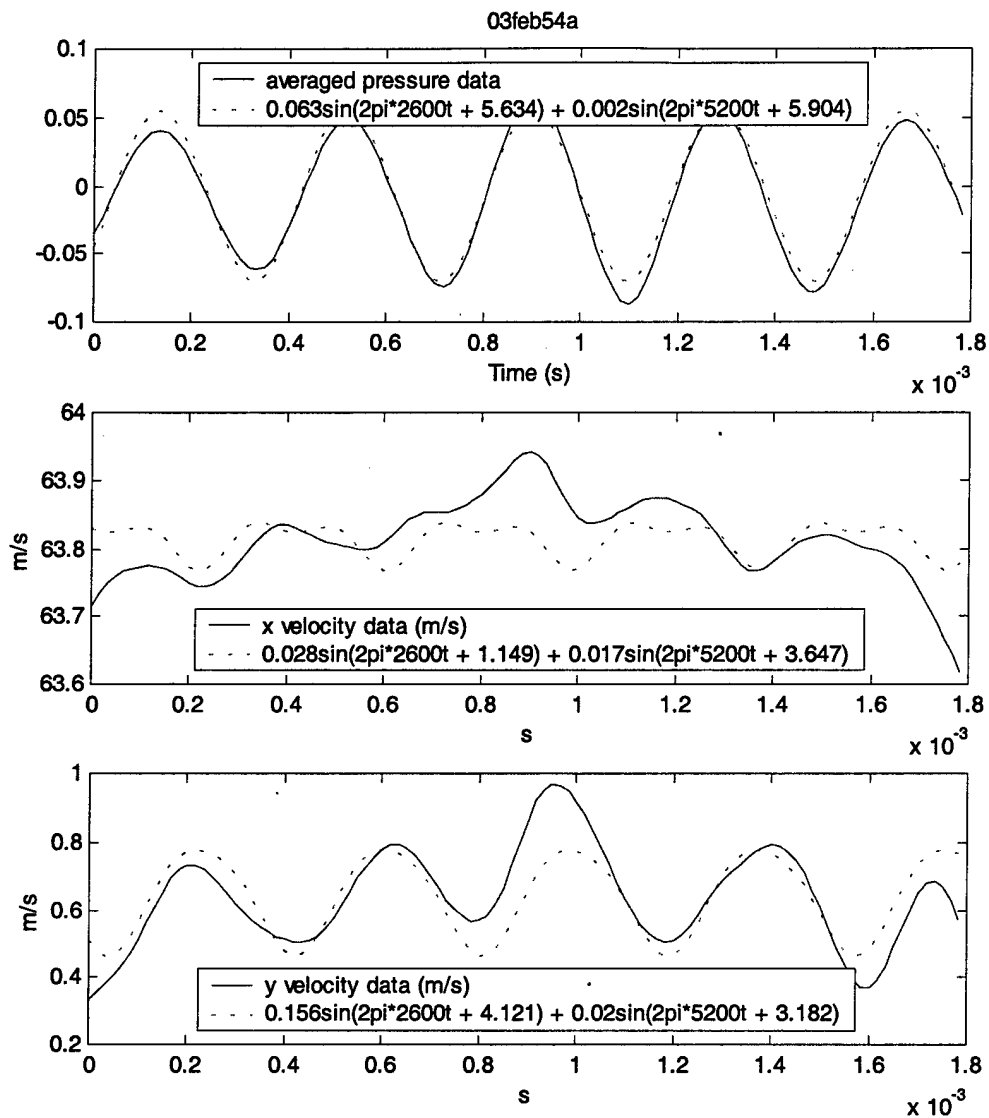 03feb54a
0.1
averaged pressure data
0.063sin(2pi*2600t + 5.634) + 0.002sin(2pi*5200t + 5.904)
0.05
0
-0.05
-0.1
0 0.2 0.4 0.6 0.8 1 1.2 1.4 1.6 1.8
Time (s)
x 10-3
64
63.9
63.8
63.7
63.6
m/s
x velocity data (m/s)
0.028sin(2pi*2600t + 1.149) + 0.017sin(2pi*5200t + 3.647)
0 0.2 0.4 0.6 0.8 1 1.2 1.4 1.6 1.8
s
x 10-3
1
0.8
0.6
0.4
0.2
m/s
y velocity data (m/s)
0.156sin(2pi*2600t + 4.121) + 0.02sin(2pi*5200t + 3.182)
0 0.2 0.4 0.6 0.8 1 1.2 1.4 1.6 1.8
s
x 10-3